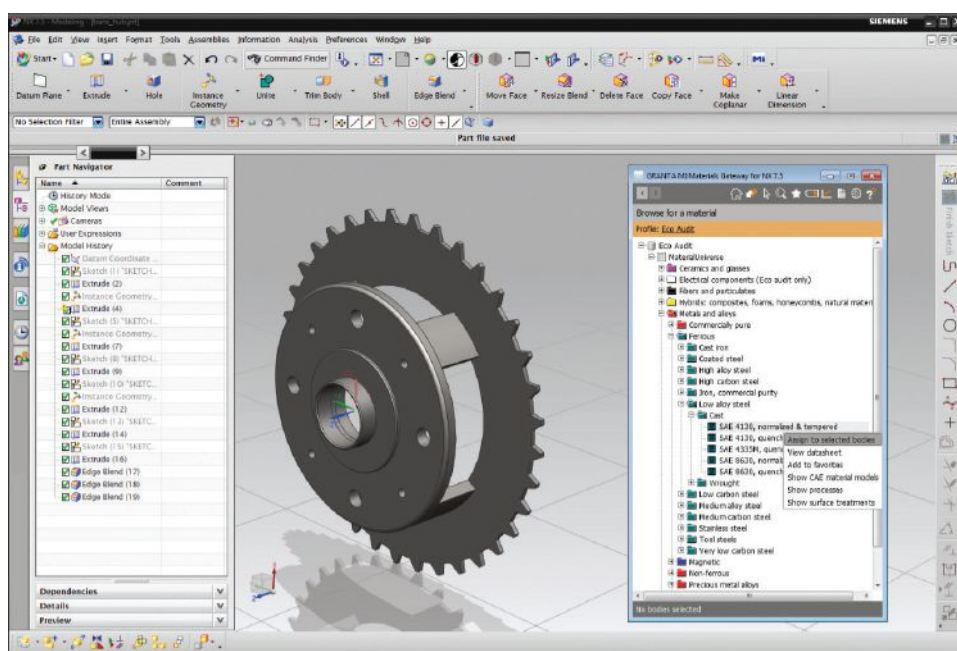 NX 7.5 - Modeling - [trans_hub.prt]
SIEMENS
File Edit View Insert Format Tools Assemblies Information Analysis Preferences Window Help
Start
Command Finder
Datum Plane
Extrude
Hole
Instance Geometry
Unite
Trim Body
Shell
Edge Blend
Move Face
Resize Blend
Delete Face
Copy Face
Make Coplanar
Linear Dimension
No Selection Filter
Entire Assembly
Part file saved
Part Navigator
Name
Comment
History Mode
Model Views
Cameras
User Expressions
Model History
Datum Coordinate ...
Sketch (1) "SKETCH...
Extrude (2)
Instance Geometry...
Extrude (4)
Sketch (5) "SKETCH...
Instance Geometry...
Extrude (7)
Sketch (8) "SKETCH...
Extrude (9)
Sketch (10) "SKETC...
Extrude (12)
Sketch (13) "SKETC...
Extrude (14)
Sketch (15) "SKETC...
Extrude (16)
Edge Blend (17)
Edge Blend (18)
Edge Blend (19)
Dependencies
Details
Preview
GRANTA MI:Materials Gateway for NX 7.5
Browse for a material
Profile: Eco Audit
Eco Audit
MaterialUniverse
Ceramics and glasses
Electrical components (Eco audit only)
Fibers and particulates
Hybrids: composites, foams, honeycombs, natural materi
Metals and alloys
Commercially pure
Ferrous
Cast iron
Coated steel
High alloy steel
High carbon steel
Iron, commercial purity
Low alloy steel
Cast
SAE 4130, normalized & tempered
SAE 4130, quench
SAE 4335M, quen
SAE 8630, normal
SAE 8630, quench
Wrought
Low carbon steel
Medium alloy steel
Medium carbon steel
Stainless steel
Tool steels
Very low carbon steel
Magnetic
Non-ferrous
Precious metal alloys
Assign to selected bodies
View datasheet
Add to favorites
Show CAE material models
Show processes
Show surface treatments
No bodies selected
Finish Sketch